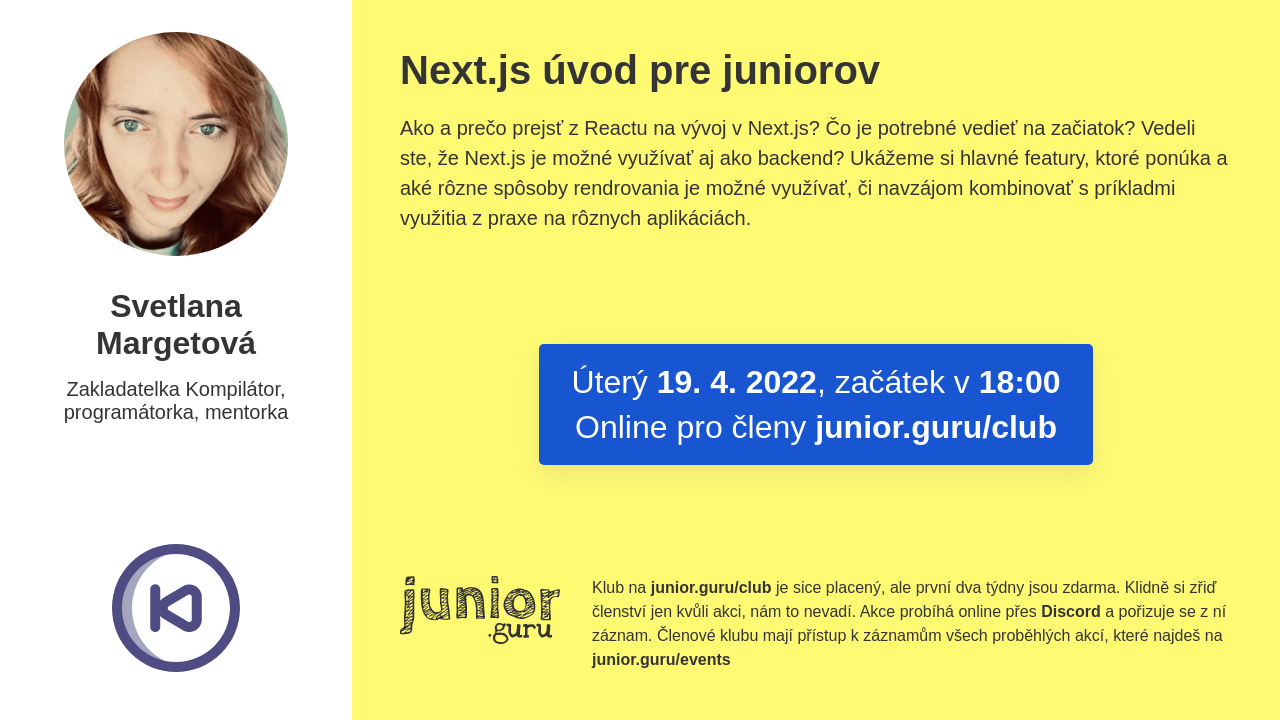 Svetlana
Margetová
Zakladatelka Kompilátor,
programátorka, mentorka
Next.js úvod pre juniorov
Ako a prečo prejsť z Reactu na vývoj v Next.js? Čo je potrebné vedieť na začiatok? Vedeli
ste, že Next.js je možné využívať aj ako backend? Ukážeme si hlavné featury, ktoré ponúka a
aké rôzne spôsoby rendrovania je možné využívať, či navzájom kombinovať s príkladmi
využitia z praxe na rôznych aplikáciách.
Úterý 19. 4. 2022, začátek v 18:00
Online pro členy junior.guru/club
junior
.guru
Klub na junior.guru/club je sice placený, ale první dva týdny jsou zdarma. Klidně si zřiď
členství jen kvůli akci, nám to nevadí. Akce probíhá online přes Discord a pořizuje se z ní
záznam. Členové klubu mají přístup k záznamům všech proběhlých akcí, které najdeš na
junior.guru/events